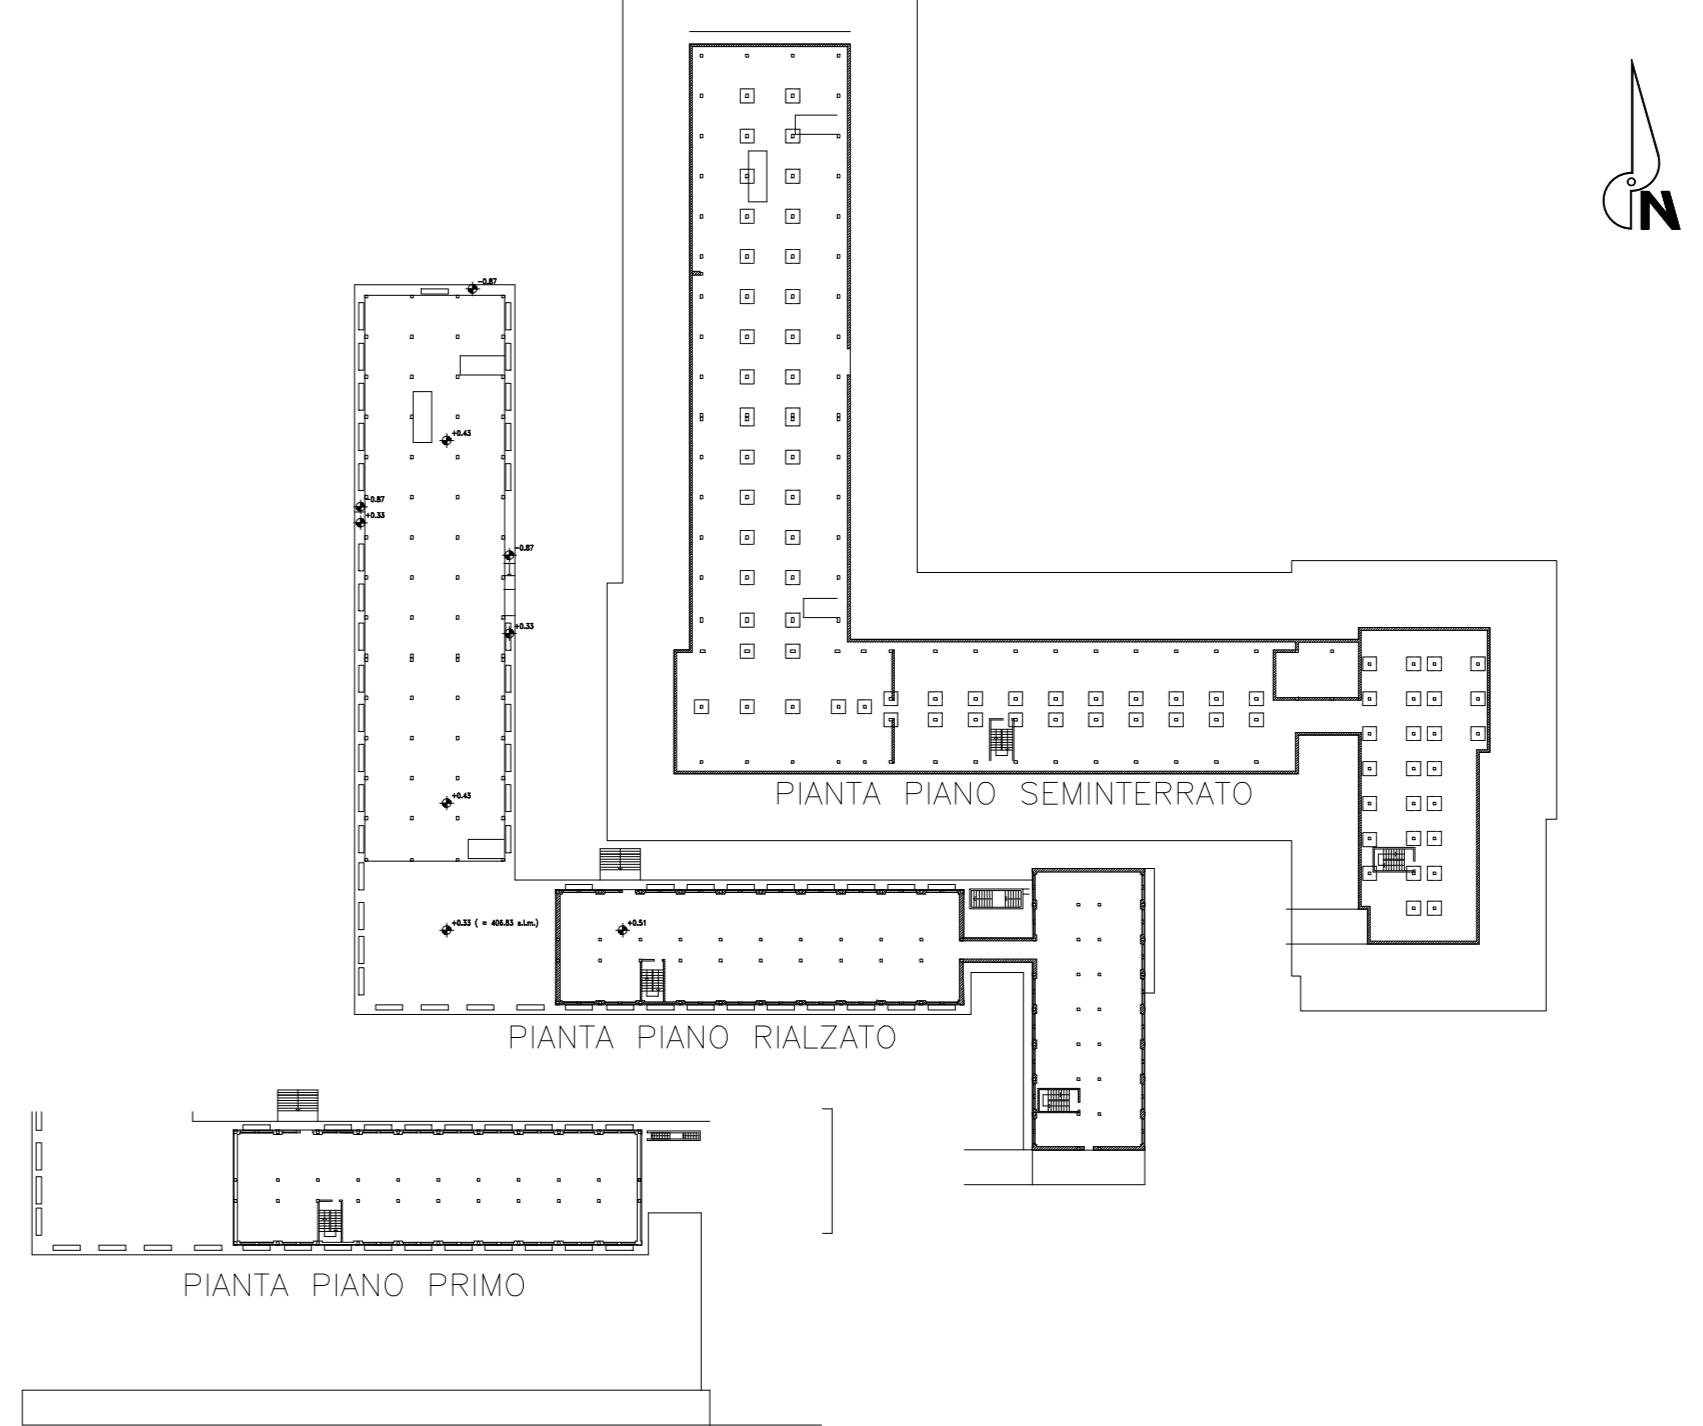 N
-0.87
+0.43
-0.87
+0.33
-0.87
+0.33
PIANTA PIANO SEMINTERRATO
+0.43
+0.33 ( = 406.83 s.l.m.)
+0.51
PIANTA PIANO RIALZATO
PIANTA PIANO PRIMO